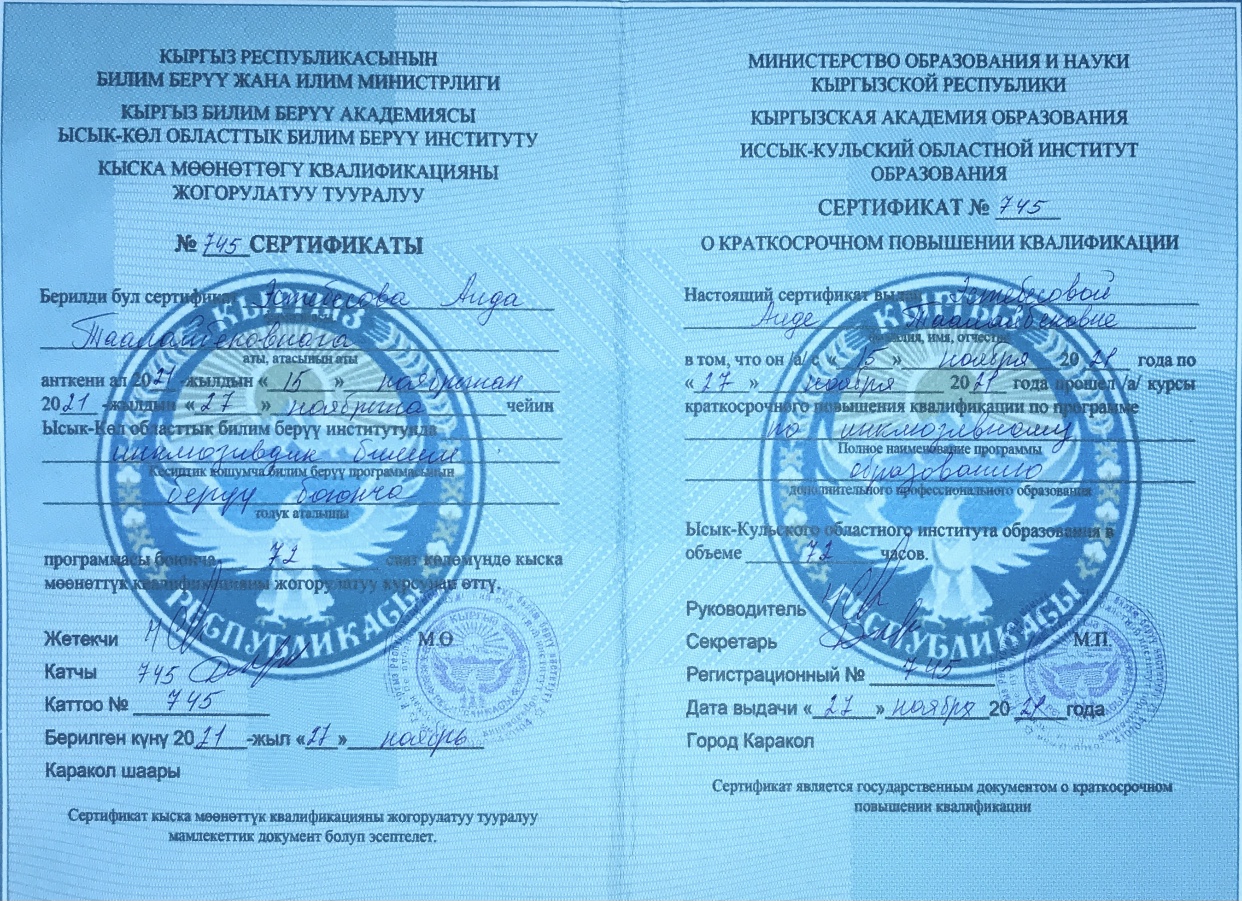 КЫРГЫЗ РЕСПУБЛИКАСЫНЫН
БИЛИМ БЕРҮҮ ЖАНА ИЛИМ МИНИСТРЛИГИ
КЫРГЫЗ БИЛИМ БЕРҮҮ АКАДЕМИЯСЫ
ЫСЫК-КӨЛ ОБЛАСТТЫК БИЛИМ БЕРҮҮ ИНСТИТУТУ
КЫСКА МӨӨНӨТТӨГҮ КВАЛИФИКАЦИЯНЫ
ЖОГОРУЛАТУУ ТУУРАЛУУ
№ 745 СЕРТИФИКАТЫ
Берилди бул сертификат Эстебесова Аида
Таалайбековнага
аты, атасынын аты
анткени ал 2021-жылдын «15» ноябрынан
2021-жылдын «27» ноябрына чейин
Ысык-Көл областтык билим берүү институтунда
инклюзивдик билим
Кесиптик кошумча билим берүү программасынын
берүү боюнча
толук аталышы
программасы боюнча 72 саат көлөмүндө кыска
мөөнөттүк квалификацияны жогорулатуу курсунан өттү.
Жетекчи
М.Ө
Катчы 745
Каттоо № 745
Берилген күнү 2021-жыл «27» ноябрь
Каракол шаары
Сертификат кыска мөөнөттүк квалификацияны жогорулатуу тууралуу
мамлекеттик документ болуп эсептелет.
КЫРГЫЗ
РЕСПУБЛИКАСЫ
МИНИСТЕРСТВО ОБРАЗОВАНИЯ И НАУКИ
КЫРГЫЗСКОЙ РЕСПУБЛИКИ
КЫРГЫЗСКАЯ АКАДЕМИЯ ОБРАЗОВАНИЯ
ИССЫК-КУЛЬСКИЙ ОБЛАСТНОЙ ИНСТИТУТ
ОБРАЗОВАНИЯ
СЕРТИФИКАТ № 745
О КРАТКОСРОЧНОМ ПОВЫШЕНИИ КВАЛИФИКАЦИИ
Настоящий сертификат выдан Эстебесовой
Аиде Таалайбековне
фамилия, имя, отчество
в том, что он /а/ с «15» ноября 2021 года по
«27» ноября 2021 года прошел /а/ курсы
краткосрочного повышения квалификации по программе
по инклюзивному
Полное наименование программы
образованию
дополнительного профессионального образования
Ысык-Кульского областного института образования в
объеме 72 часов.
Руководитель
Секретарь
М.П.
Регистрационный № 745
Дата выдачи «27» ноября 2021 года
Город Каракол
Сертификат является государственным документом о краткосрочном
повышении квалификации
КЫРГЫЗ
РЕСПУБЛИКАСЫ